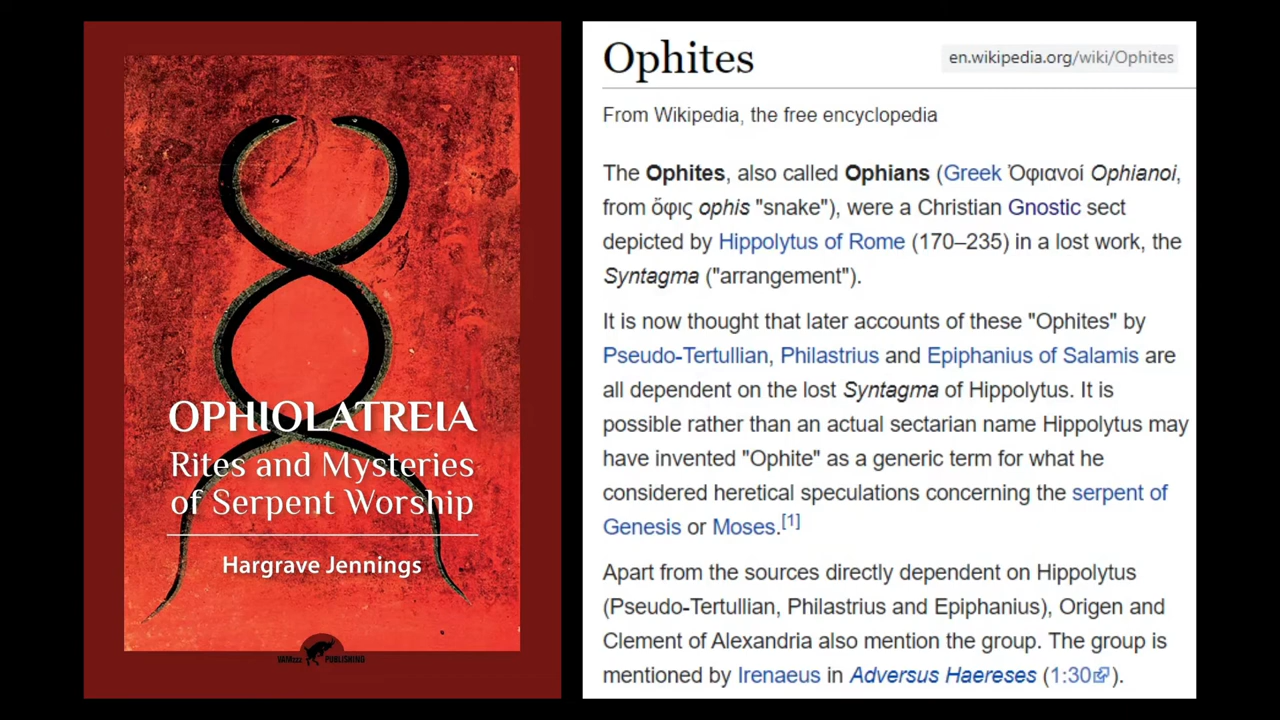 OPHIOLATREIA
Rites and Mysteries
of Serpent Worship
Hargrave Jennings
VAMzzz PUBLISHING
Ophites
en.wikipedia.org/wiki/Ophites
From Wikipedia, the free encyclopedia
The Ophites, also called Ophians (Greek Ὀφιανοί Ophianoi,
from ὄφις ophis "snake"), were a Christian Gnostic sect
depicted by Hippolytus of Rome (170–235) in a lost work, the
Syntagma ("arrangement").
It is now thought that later accounts of these "Ophites" by
Pseudo-Tertullian, Philastrius and Epiphanius of Salamis are
all dependent on the lost Syntagma of Hippolytus. It is
possible rather than an actual sectarian name Hippolytus may
have invented "Ophite" as a generic term for what he
considered heretical speculations concerning the serpent of
Genesis or Moses.[1]
Apart from the sources directly dependent on Hippolytus
(Pseudo-Tertullian, Philastrius and Epiphanius), Origen and
Clement of Alexandria also mention the group. The group is
mentioned by Irenaeus in Adversus Haereses (1:30).